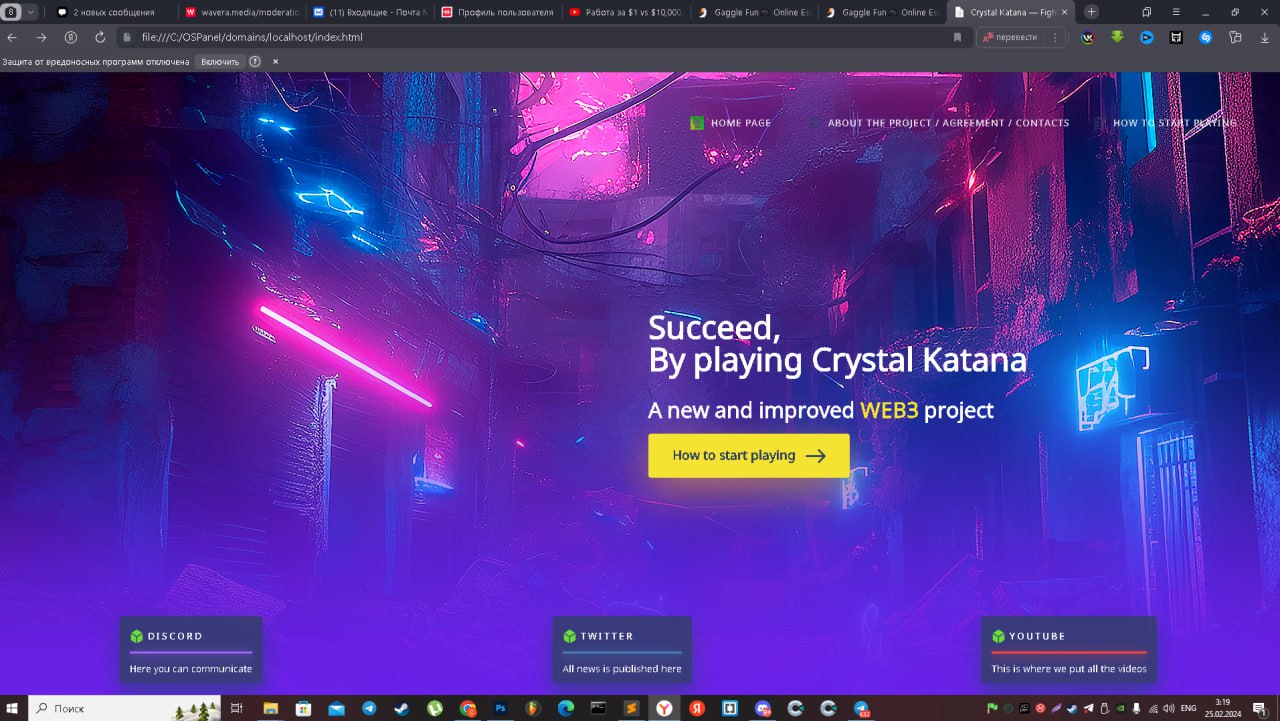 8
2 новых сообщения
wavera.media/moderatio
(11) Входящие - Почта М
Профиль пользователя
Работа за $1 vs $10,000,
Gaggle Fun Online Es
Gaggle Fun Online Es
Crystal Katana — Figh
file:///C:/OSPanel/domains/localhost/index.html
перевести
Защита от вредоносных программ отключена
Включить
HOME PAGE
ABOUT THE PROJECT / AGREEMENT / CONTACTS
HOW TO START PLAYING
Succeed,
By playing Crystal Katana
A new and improved WEB3 project
How to start playing
DISCORD
Here you can communicate
TWITTER
All news is published here
YOUTUBE
This is where we put all the videos
Поиск
ENG
3:19
25.02.2024